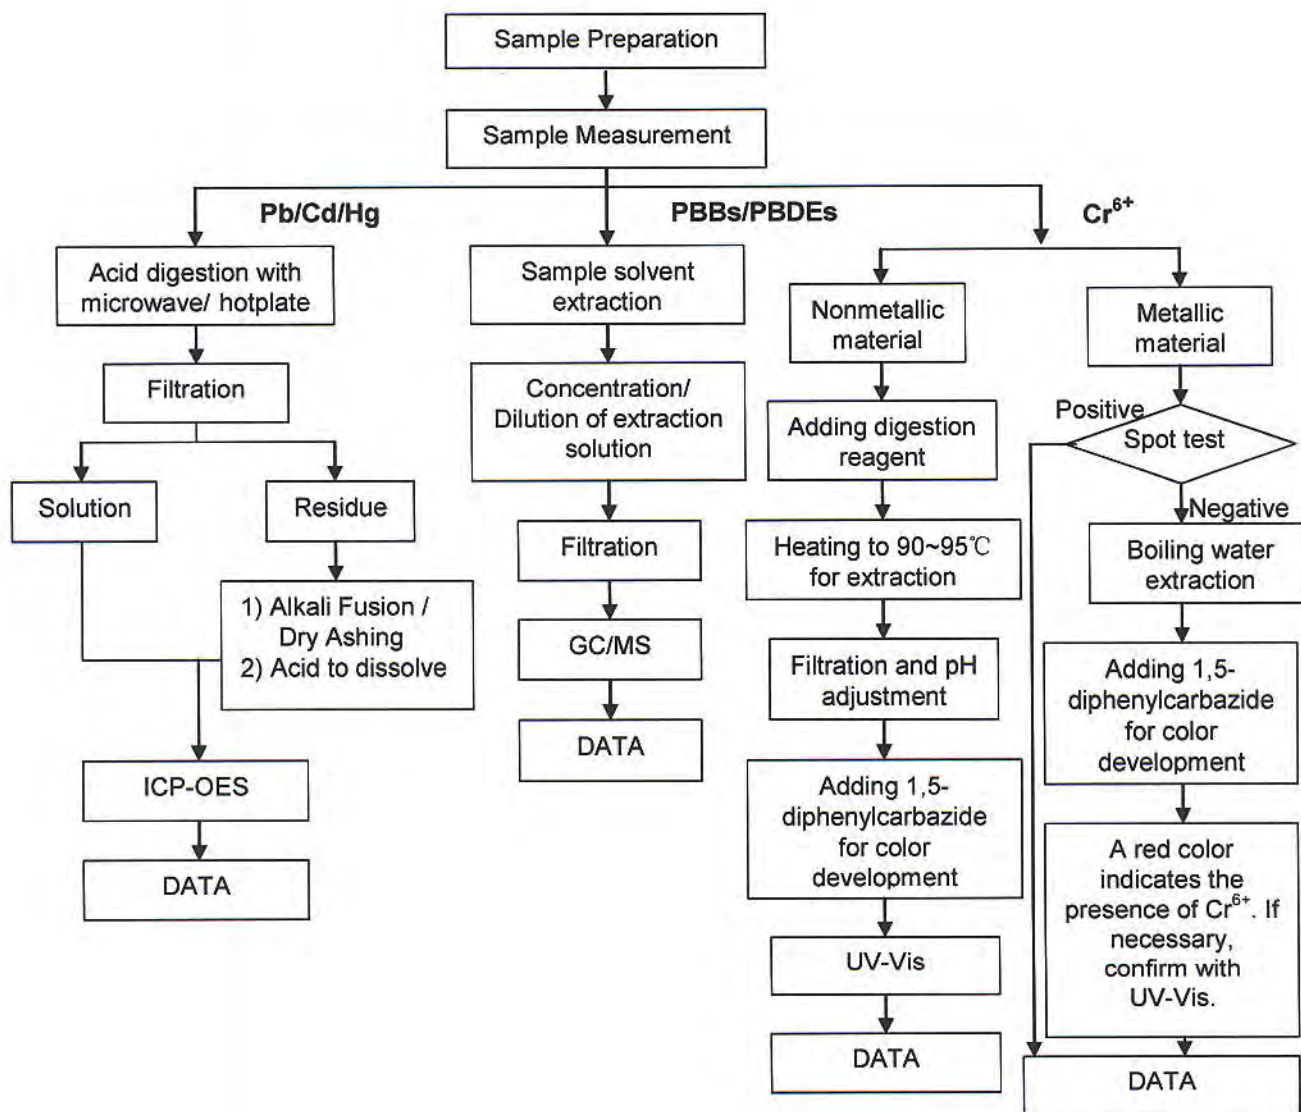 Sample Preparation
Sample Measurement
Pb/Cd/Hg
PBBs/PBDEs
Cr⁶⁺
Acid digestion with
microwave/ hotplate
Filtration
Solution
Residue
1) Alkali Fusion /
Dry Ashing
2) Acid to dissolve
ICP-OES
DATA
Sample solvent
extraction
Concentration/
Dilution of extraction
solution
Filtration
GC/MS
DATA
Nonmetallic
material
Adding digestion
reagent
Heating to 90~95℃
for extraction
Filtration and pH
adjustment
Adding 1,5-
diphenylcarbazide
for color
development
UV-Vis
DATA
Metallic
material
Positive
Spot test
Negative
Boiling water
extraction
Adding 1,5-
diphenylcarbazide
for color
development
A red color
indicates the
presence of Cr⁶⁺. If
necessary,
confirm with
UV-Vis.
DATA